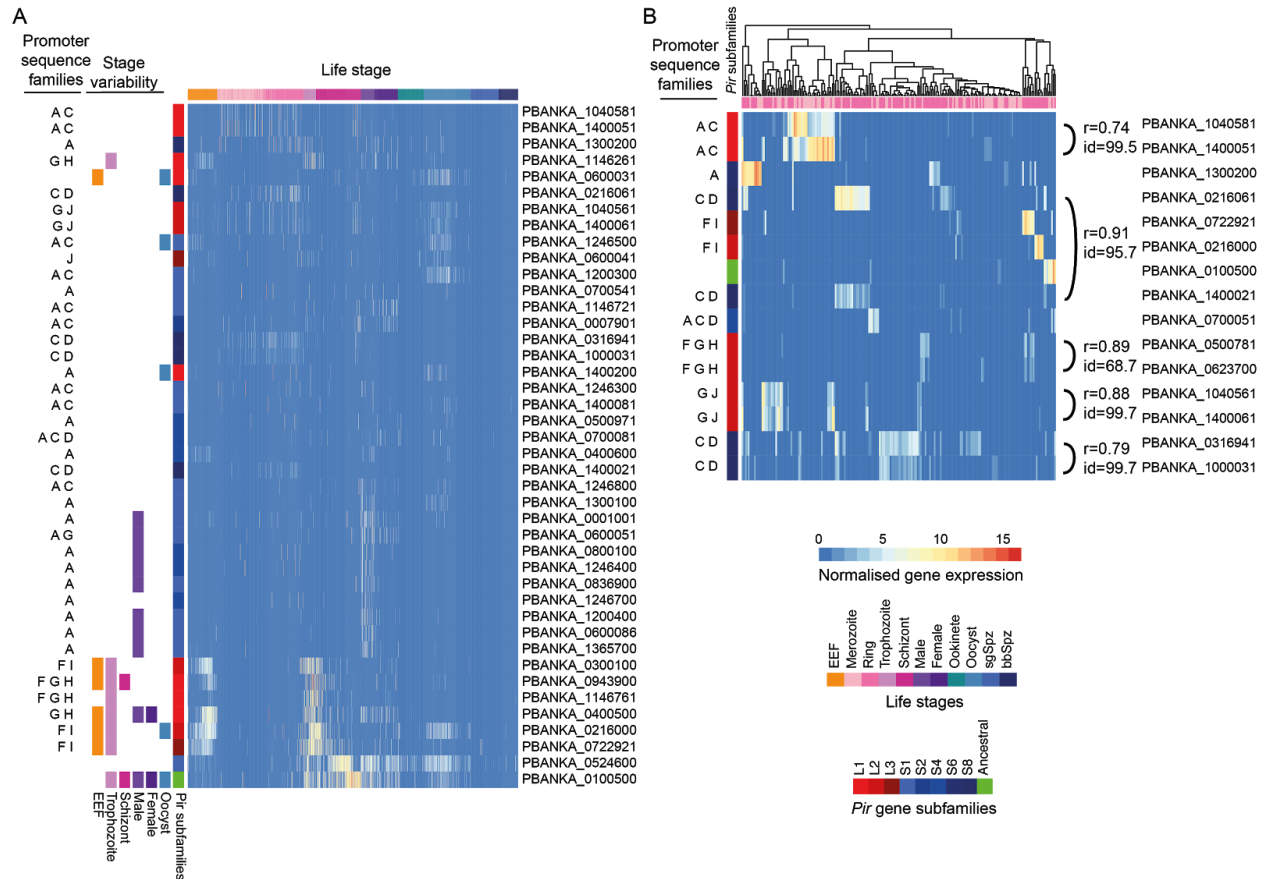 A
Promoter
sequence
families
Stage
variability
Life stage
A C PBANKA_1040581
A C PBANKA_1400051
A PBANKA_1300200
G H PBANKA_1146261
PBANKA_0600031
C D PBANKA_0216061
G J PBANKA_1040561
G J PBANKA_1400061
A C PBANKA_1246500
J PBANKA_0600041
A C PBANKA_1200300
A PBANKA_0700541
A C PBANKA_1146721
A C PBANKA_0007901
C D PBANKA_0316941
C D PBANKA_1000031
A PBANKA_1400200
A C PBANKA_1246300
A C PBANKA_1400081
A PBANKA_0500971
A C D PBANKA_0700081
A PBANKA_0400600
C D PBANKA_1400021
A C PBANKA_1246800
A PBANKA_1300100
A PBANKA_0001001
A G PBANKA_0600051
A PBANKA_0800100
A PBANKA_1246400
A PBANKA_0836900
A PBANKA_1246700
A PBANKA_1200400
A PBANKA_0600086
A PBANKA_1365700
F I PBANKA_0300100
F G H PBANKA_0943900
F G H PBANKA_1146761
G H PBANKA_0400500
F I PBANKA_0216000
F I PBANKA_0722921
PBANKA_0524600
PBANKA_0100500
EEF
Trophozoite
Schizont
Male
Female
Oocyst
Pir subfamilies
B
Promoter
sequence
families
Pir subfamilies
A C PBANKA_1040581
r=0.74
id=99.5
A C PBANKA_1400051
A PBANKA_1300200
C D PBANKA_0216061
F I PBANKA_0722921
r=0.91
id=95.7
F I PBANKA_0216000
PBANKA_0100500
C D PBANKA_1400021
A C D PBANKA_0700051
F G H PBANKA_0500781
r=0.89
id=68.7
F G H PBANKA_0623700
G J PBANKA_1040561
r=0.88
id=99.7
G J PBANKA_1400061
C D PBANKA_0316941
r=0.79
id=99.7
C D PBANKA_1000031
0 5 10 15
Normalised gene expression
EEF
Merozoite
Ring
Trophozoite
Schizont
Male
Female
Ookinete
Oocyst
sgSpz
bbSpz
Life stages
L1
L2
L3
S1
S2
S4
S6
S8
Ancestral
Pir gene subfamilies